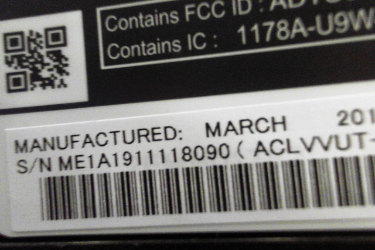 Contains FCC ID :
Contains IC : 1178A-U9W
MANUFACTURED: MARCH 201
S/N ME1A1911118090 ( ACLVVUT-